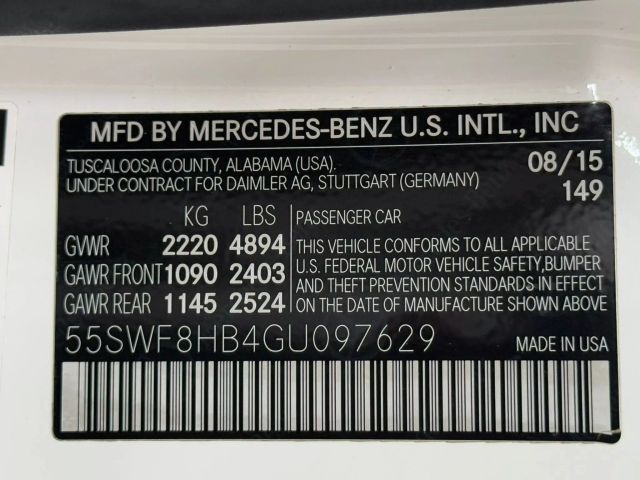 MFD BY MERCEDES-BENZ U.S. INTL., INC
TUSCALOOSA COUNTY, ALABAMA (USA).
UNDER CONTRACT FOR DAIMLER AG, STUTTGART (GERMANY)
08/15
149
KG LBS
GVWR 2220 4894
GAWR FRONT 1090 2403
GAWR REAR 1145 2524
PASSENGER CAR
THIS VEHICLE CONFORMS TO ALL APPLICABLE
U.S. FEDERAL MOTOR VEHICLE SAFETY,BUMPER
AND THEFT PREVENTION STANDARDS IN EFFECT
ON THE DATE OF MANUFACTURE SHOWN ABOVE.
55SWF8HB4GU097629
MADE IN USA